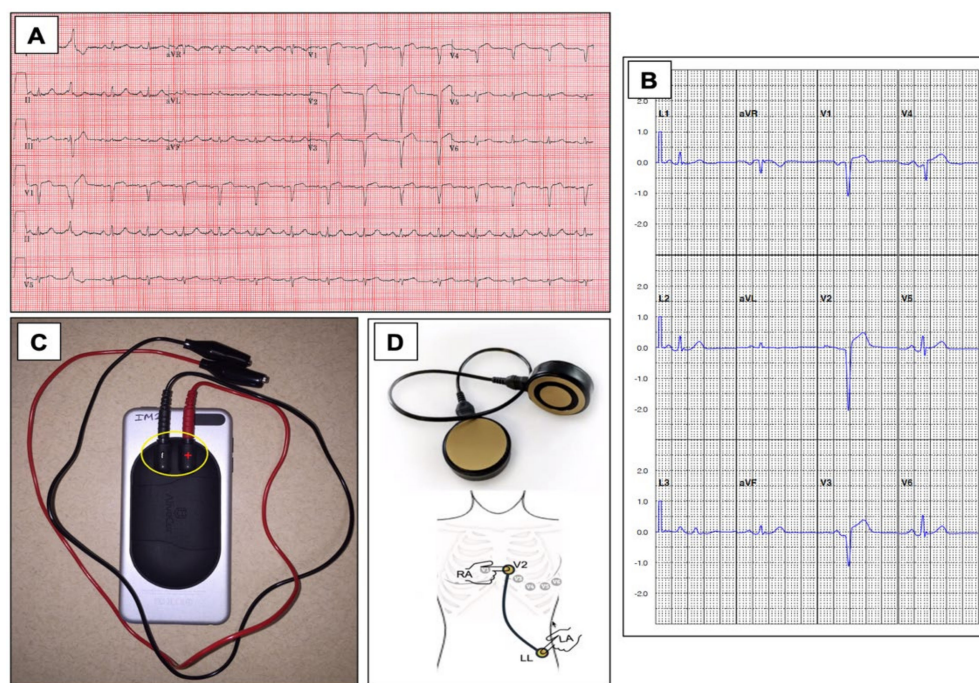 A
aVR V1 V4
II aVL V2 V5
III aVF V3 V6
V1
II
V5
B
2.0
L1 aVR V1 V4
1.0
0.0
-1.0
-2.0
2.0
L2 aVL V2 V5
1.0
0.0
-1.0
-2.0
2.0
L3 aVF V3 V6
1.0
0.0
-1.0
-2.0
C
- +
D
V2
RA
LA
LL